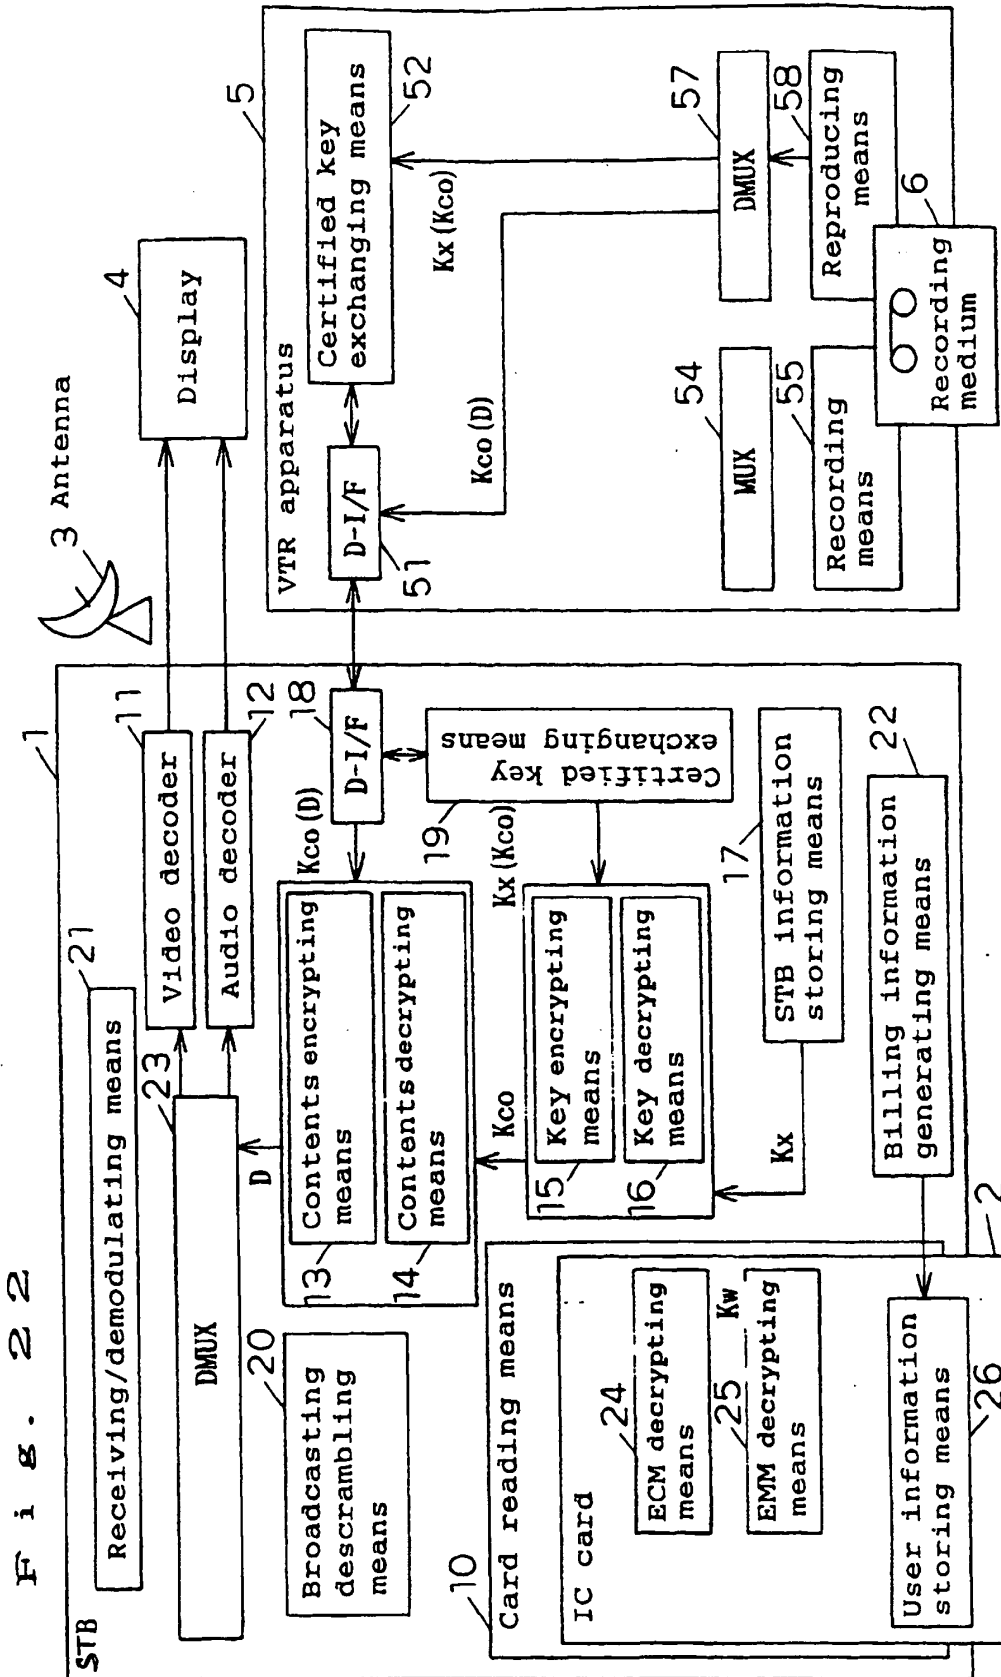 Fig. 22
STB
1
Receiving/demodulating means
21
DMUX
23
Video decoder
11
Audio decoder
12
3 Antenna
4
Display
Broadcasting
descrambling
means
20
D
Contents encrypting
means
13
Contents decrypting
means
14
Kco(D)
D-I/F
18
Certified key
exchanging means
19
Kx(Kco)
Kco
Key encrypting
means
15
Key decrypting
means
16
Kx
STB information
storing means
17
Billing information
generating means
22
10
Card reading means
IC card
2
24
ECM decrypting
means
Kw
25
EMM decrypting
means
User information
storing means
26
5
VTR apparatus
D-I/F
51
Certified key
exchanging means
52
Kx(Kco)
Kco(D)
54
MUX
57
DMUX
55
Recording
means
58
Reproducing
means
6
Recording
medium